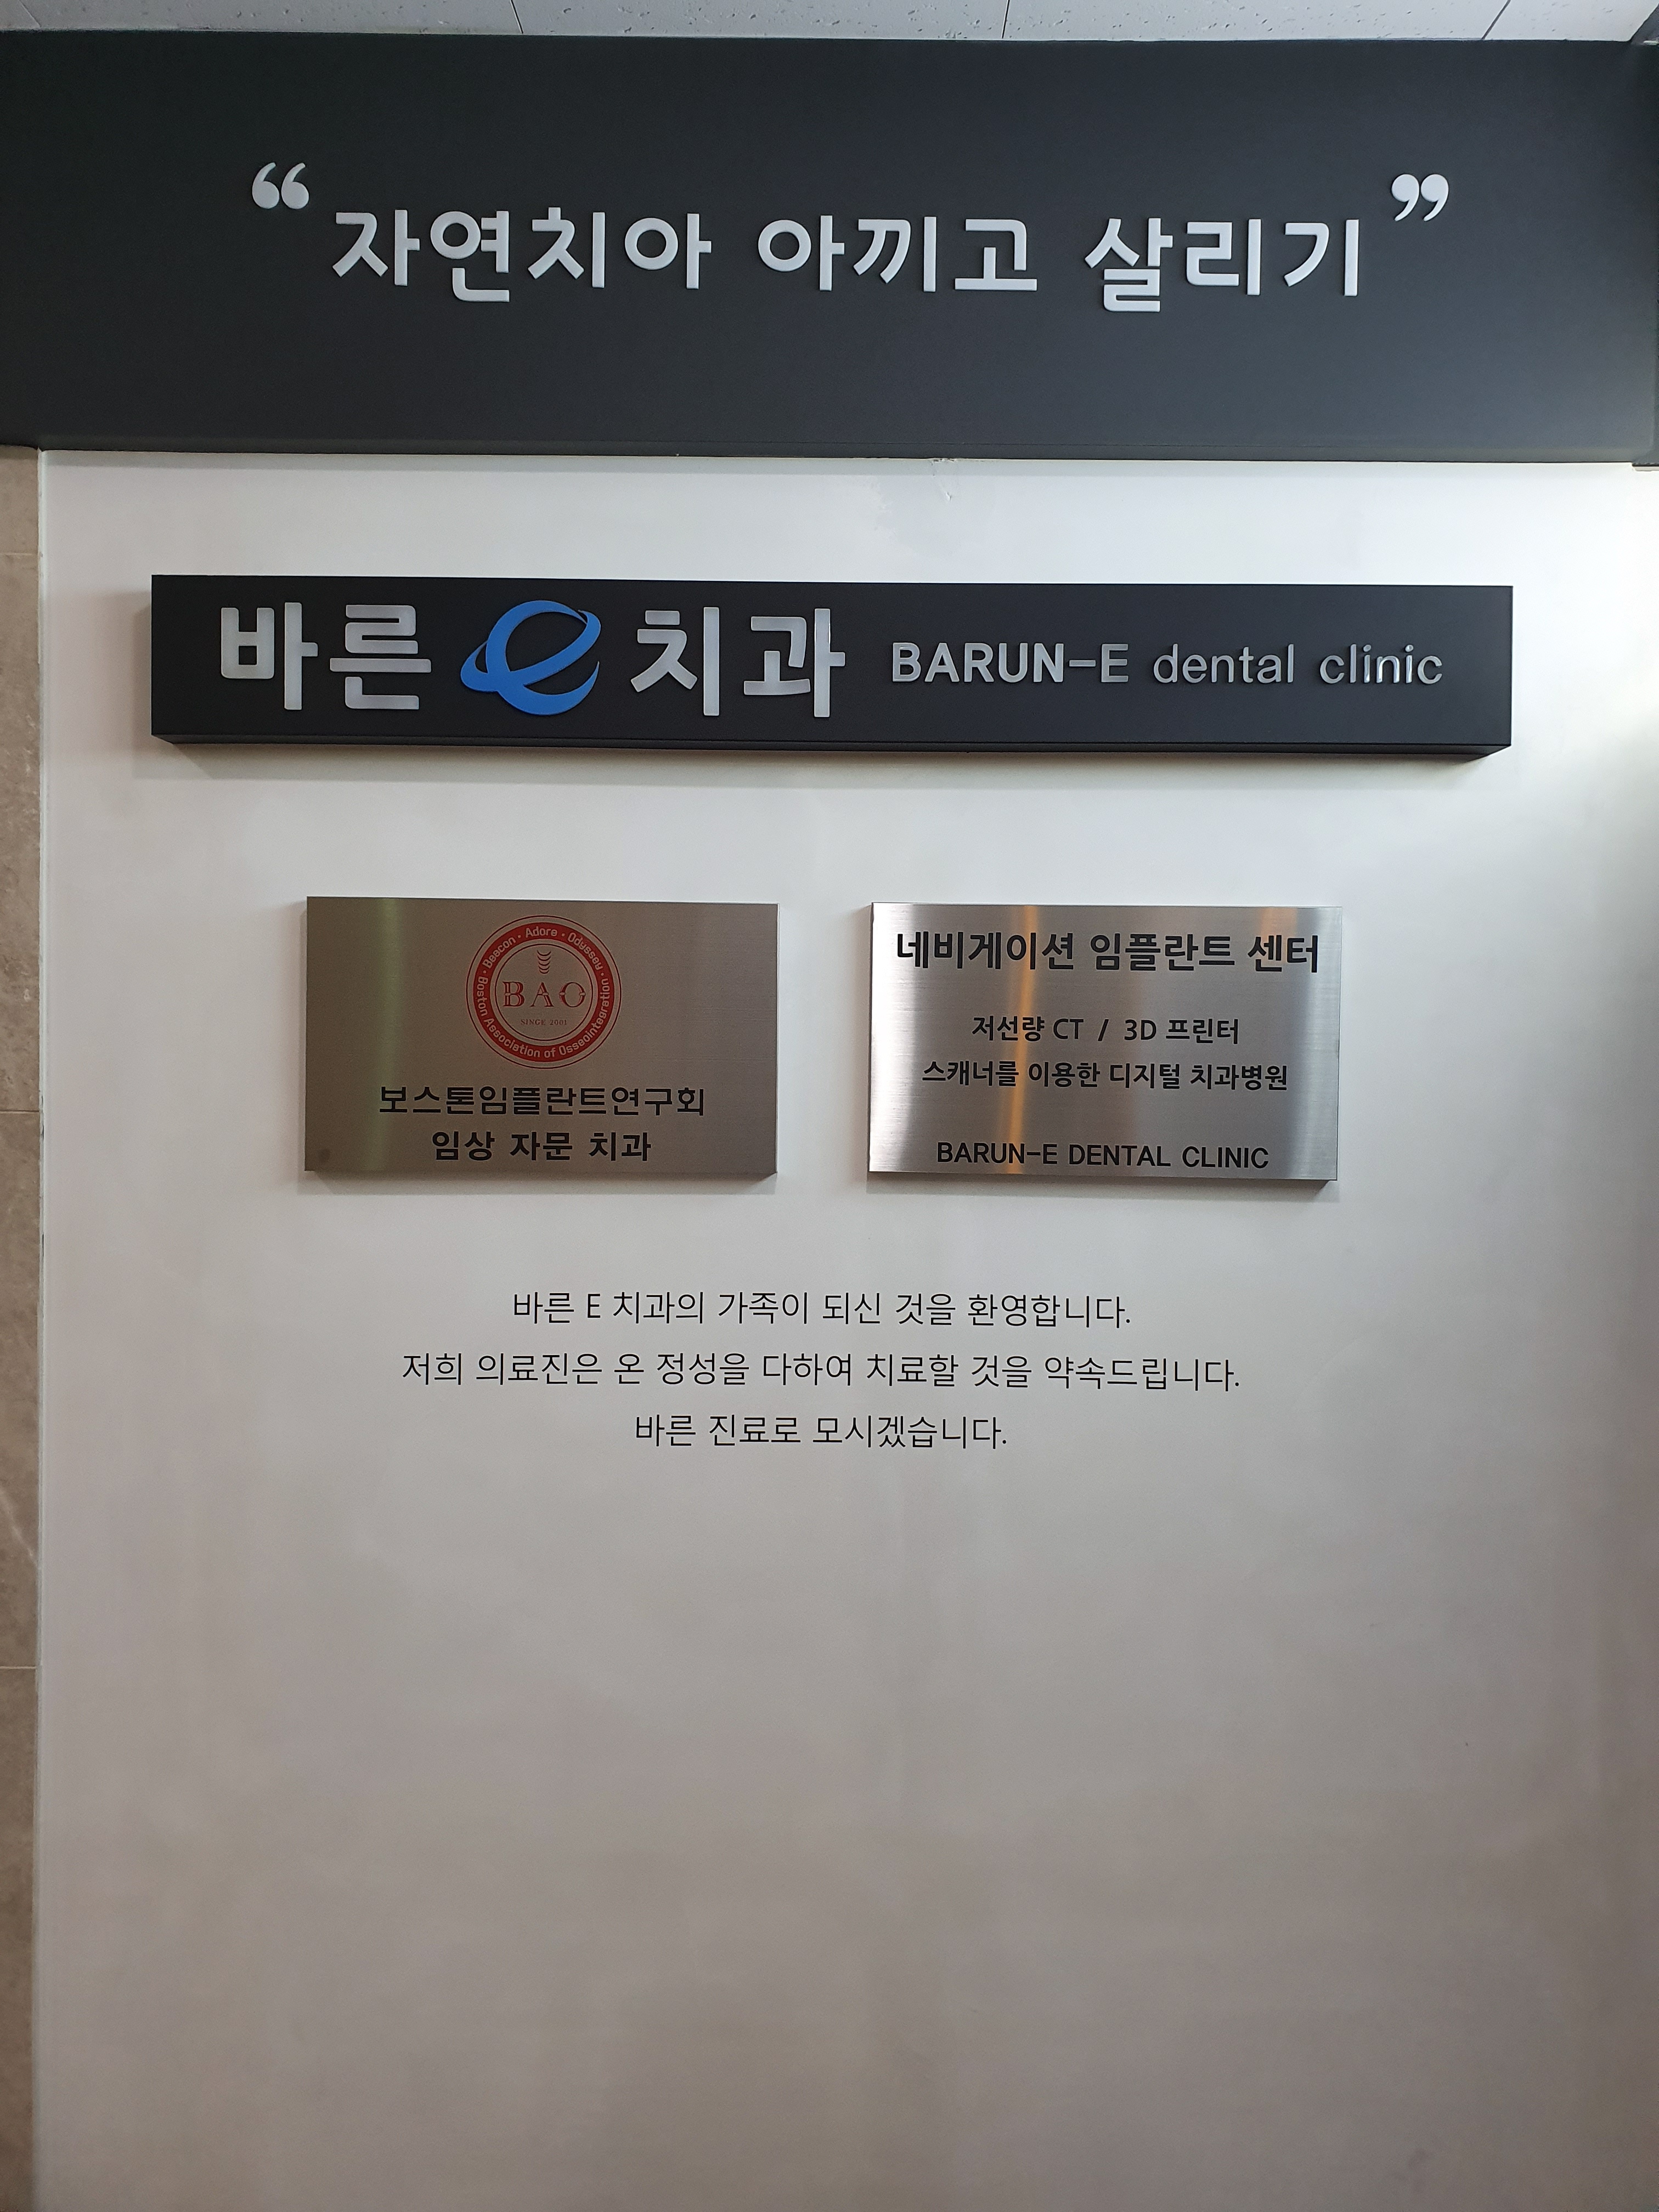 “자연치아 아끼고 살리기”
바른 e 치과 BARUN-E dental clinic
Beacon · Adore · Odyssey
Boston Association of Osseointegration
BAO
SINCE 2001
보스톤임플란트연구회
임상 자문 치과
네비게이션 임플란트 센터
저선량 CT / 3D 프린터
스캐너를 이용한 디지털 치과병원
BARUN-E DENTAL CLINIC
바른 E 치과의 가족이 되신 것을 환영합니다.
저희 의료진은 온 정성을 다하여 치료할 것을 약속드립니다.
바른 진료로 모시겠습니다.